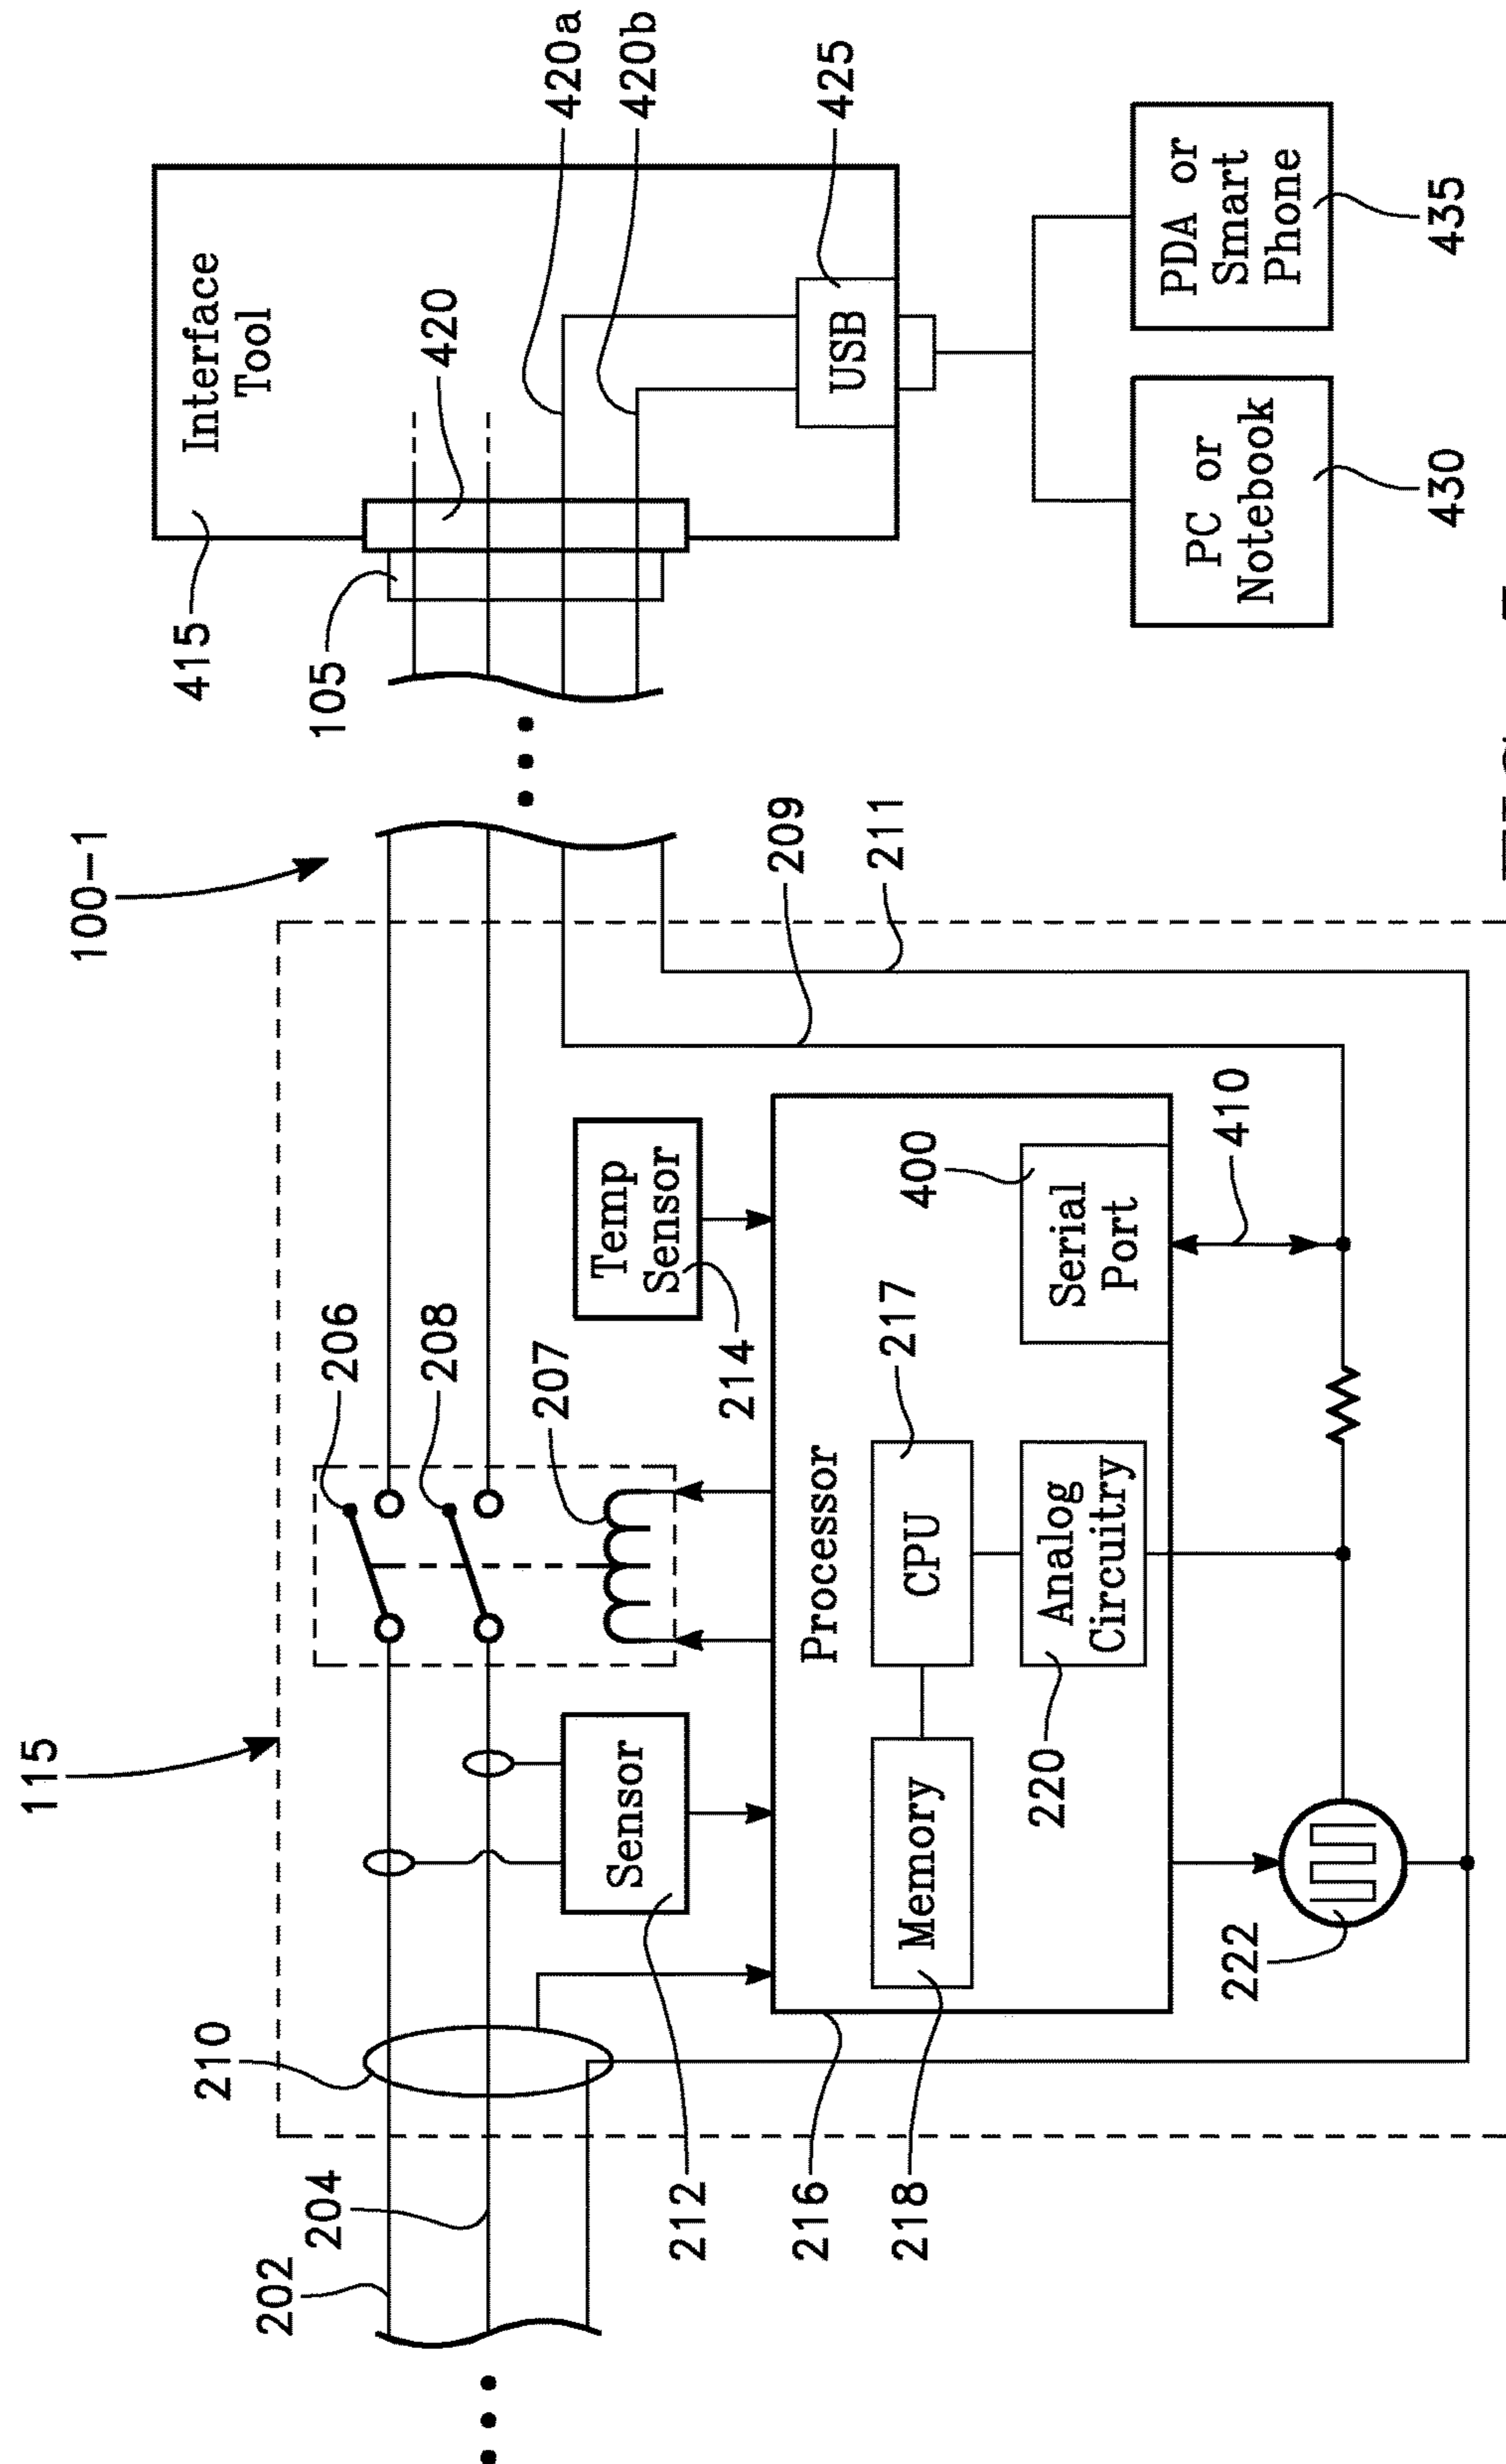 115
100-1
210
202
204
206
208
207
Sensor
212
Temp
Sensor
214
209
211
216
218
Processor
Memory
CPU
217
220
Analog
Circuitry
400
Serial
Port
410
222
415
Interface
Tool
105
420
420a
420b
425
USB
PC or
Notebook
430
PDA or
Smart
Phone
435